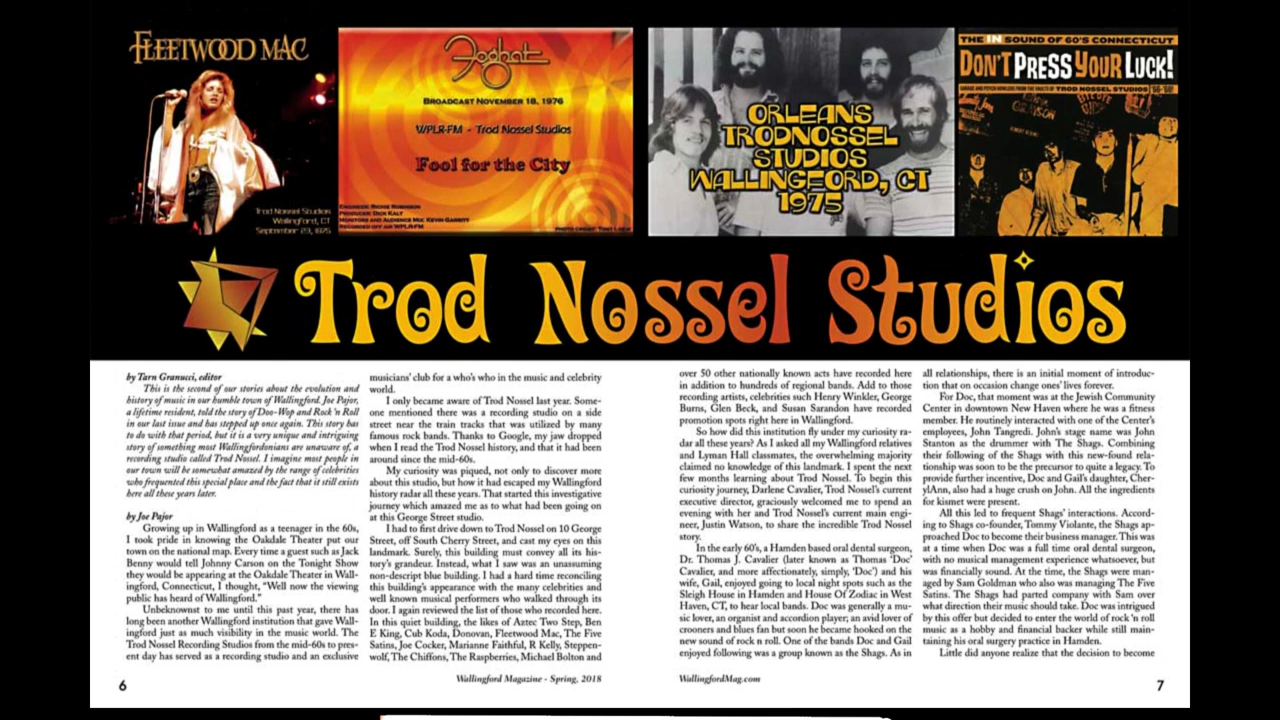 FLEETWOOD MAC
Trod Nossel Studios
Wallingford, CT
September 23, 1975
Foghat
BROADCAST NOVEMBER 18, 1976
WPLR-FM - Trod Nossel Studios
Fool for the City
PRODUCER: DICK KALT
MONITORS AND AUDIENCE MIX: KEVIN GARRITY
RECORDED OFF AIR WPLR-FM
ORLEANS
TRODNOSSEL
STUDIOS
WALLINGFORD, CT
1975
THE IN SOUND OF 60'S CONNECTICUT
DON'T PRESS YOUR LUCK!
GARAGE AND PSYCH HOWLERS FROM THE VAULTS OF TROD NOSSEL STUDIOS '66-'68!
Trod Nossel Studios
by Tarn Granucci, editor
This is the second of our stories about the evolution and
history of music in our humble town of Wallingford. Joe Pajor,
a lifetime resident, told the story of Doo-Wop and Rock 'n Roll
in our last issue and has stepped up once again. This story has
to do with that period, but it is a very unique and intriguing
story of something most Wallingfordonians are unaware of, a
recording studio called Trod Nossel. I imagine most people in
our town will be somewhat amazed by the range of celebrities
who frequented this special place and the fact that it still exists
here all these years later.
by Joe Pajor
Growing up in Wallingford as a teenager in the 60s,
I took pride in knowing the Oakdale Theater put our
town on the national map. Every time a guest such as Jack
Benny would tell Johnny Carson on the Tonight Show
they would be appearing at the Oakdale Theater in Wall-
ingford, Connecticut, I thought, "Well now the viewing
public has heard of Wallingford."
Unbeknownst to me until this past year, there has
long been another Wallingford institution that gave Wall-
ingford just as much visibility in the music world. The
Trod Nossel Recording Studios from the mid-60s to pres-
ent day has served as a recording studio and an exclusive
musicians' club for a who's who in the music and celebrity
world.
I only became aware of Trod Nossel last year. Some-
one mentioned there was a recording studio on a side
street near the train tracks that was utilized by many
famous rock bands. Thanks to Google, my jaw dropped
when I read the Trod Nossel history, and that it had been
around since the mid-60s.
My curiosity was piqued, not only to discover more
about this studio, but how it had escaped my Wallingford
history radar all these years. That started this investigative
journey which amazed me as to what had been going on
at this George Street studio.
I had to first drive down to Trod Nossel on 10 George
Street, off South Cherry Street, and cast my eyes on this
landmark. Surely, this building must convey all its his-
tory's grandeur. Instead, what I saw was an unassuming
non-descript blue building. I had a hard time reconciling
this building's appearance with the many celebrities and
well known musical performers who walked through its
door. I again reviewed the list of those who recorded here.
In this quiet building, the likes of Aztec Two Step, Ben
E King, Cub Koda, Donovan, Fleetwood Mac, The Five
Satins, Joe Cocker, Marianne Faithful, R Kelly, Steppen-
wolf, The Chiffons, The Raspberries, Michael Bolton and
6
Wallingford Magazine - Spring, 2018
over 50 other nationally known acts have recorded here
in addition to hundreds of regional bands. Add to those
recording artists, celebrities such Henry Winkler, George
Burns, Glen Beck, and Susan Sarandon have recorded
promotion spots right here in Wallingford.
So how did this institution fly under my curiosity ra-
dar all these years? As I asked all my Wallingford relatives
and Lyman Hall classmates, the overwhelming majority
claimed no knowledge of this landmark. I spent the next
few months learning about Trod Nossel. To begin this
curiosity journey, Darlene Cavalier, Trod Nossel's current
executive director, graciously welcomed me to spend an
evening with her and Trod Nossel's current main engi-
neer, Justin Watson, to share the incredible Trod Nossel
story.
In the early 60's, a Hamden based oral dental surgeon,
Dr. Thomas J. Cavalier (later known as Thomas 'Doc'
Cavalier, and more affectionately, simply, 'Doc') and his
wife, Gail, enjoyed going to local night spots such as the
Sleigh House in Hamden and House Of Zodiac in West
Haven, CT, to hear local bands. Doc was generally a mu-
sic lover, an organist and accordion player; an avid lover of
crooners and blues fan but soon he became hooked on the
new sound of rock n roll. One of the bands Doc and Gail
enjoyed following was a group known as the Shags. As in
all relationships, there is an initial moment of introduc-
tion that on occasion change ones' lives forever.
For Doc, that moment was at the Jewish Community
Center in downtown New Haven where he was a fitness
member. He routinely interacted with one of the Center's
employees, John Tangredi. John's stage name was John
Stanton as the drummer with The Shags. Combining
their following of the Shags with this new-found rela-
tionship was soon to be the precursor to quite a legacy. To
provide further incentive, Doc and Gail's daughter, Cher-
ylAnn, also had a huge crush on John. All the ingredients
for kismet were present.
All this led to frequent Shags' interactions. Accord-
ing to Shags co-founder, Tommy Violante, the Shags ap-
proached Doc to become their business manager. This was
at a time when Doc was a full time oral dental surgeon,
with no musical management experience whatsoever, but
was financially sound. At the time, the Shags were man-
aged by Sam Goldman who also was managing The Five
Satins. The Shags had parted company with Sam over
what direction their music should take. Doc was intrigued
by this offer but decided to enter the world of rock 'n roll
music as a hobby and financial backer while still main-
taining his oral surgery practice in Hamden.
Little did anyone realize that the decision to become
WallingfordMag.com
7